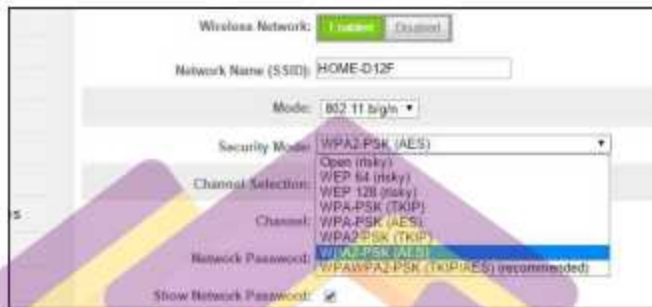 Wireless Network: Enabled Disabled
Network Name (SSID): HOME-D12F
Mode: 802.11 b/g/n
Security Mode: WPA2-PSK (AES)
Open (risky)
WEP 64 (risky)
Channel Selection: WEP 128 (risky)
WPA-PSK (TKIP)
Channel: WPA-PSK (AES)
WPA2-PSK (TKIP)
Network Password: WPA2-PSK (AES)
WPAWPA2-PSK (TKIP/AES) (recommended)
Show Network Password: